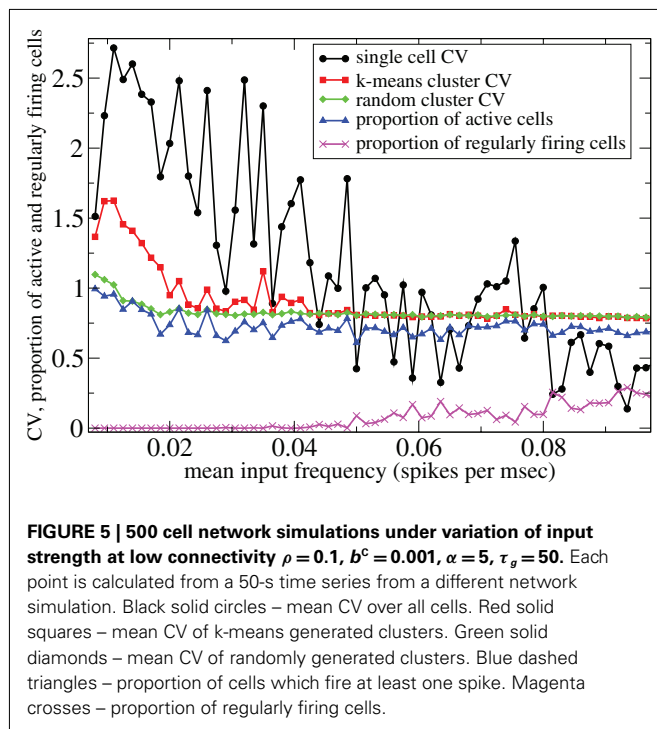 CV, proportion of active and regularly firing cells
2.5
2
1.5
1
0.5
0
single cell CV
k-means cluster CV
random cluster CV
proportion of active cells
proportion of regularly firing cells
0.02
0.04
0.06
0.08
mean input frequency (spikes per msec)
FIGURE 5 | 500 cell network simulations under variation of input
strength at low connectivity ρ = 0.1, bᶜ = 0.001, α = 5, τg = 50. Each
point is calculated from a 50-s time series from a different network
simulation. Black solid circles – mean CV over all cells. Red solid
squares – mean CV of k-means generated clusters. Green solid
diamonds – mean CV of randomly generated clusters. Blue dashed
triangles – proportion of cells which fire at least one spike. Magenta
crosses – proportion of regularly firing cells.